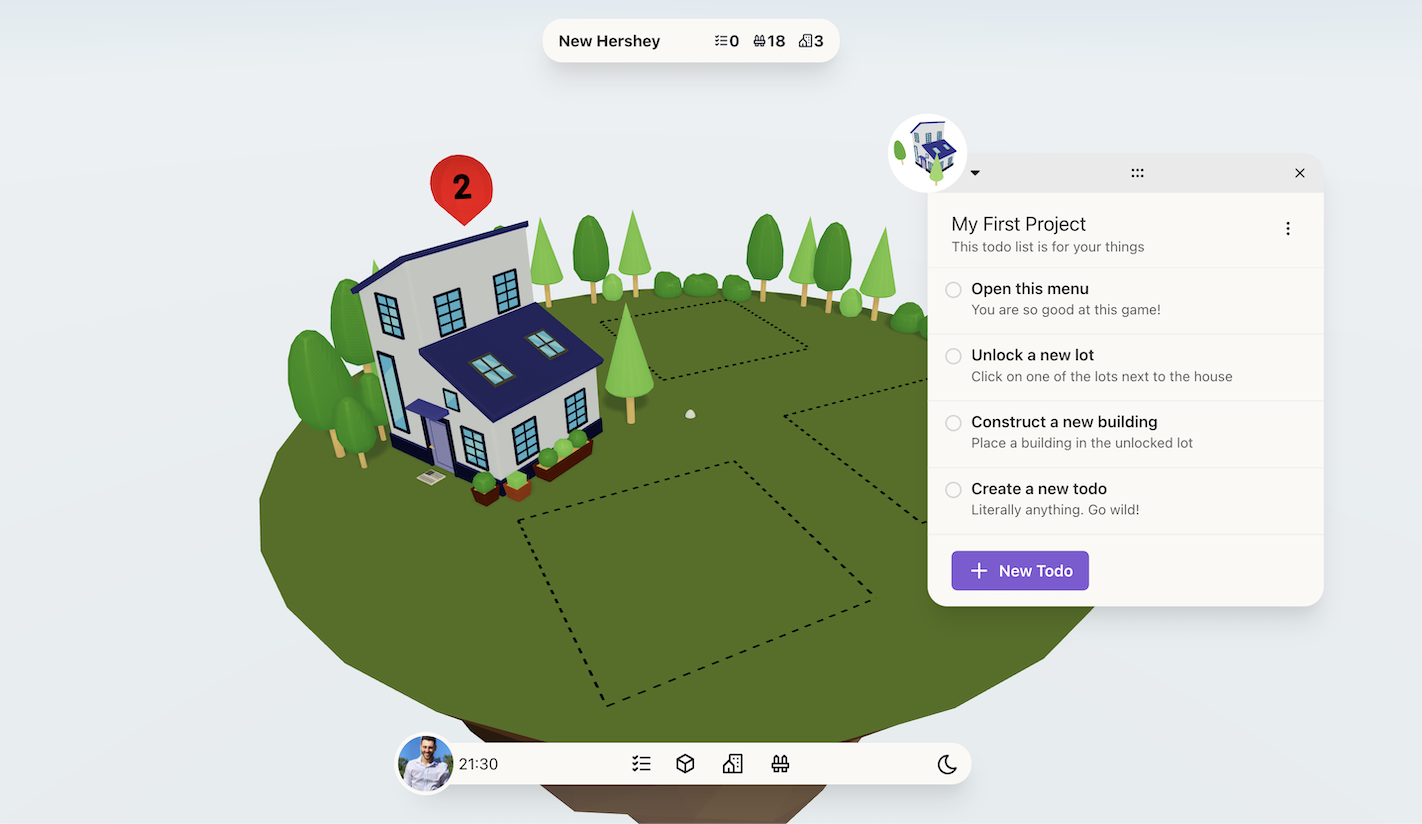 New Hershey 0 18 3
2
My First Project
This todo list is for your things
Open this menu
You are so good at this game!
Unlock a new lot
Click on one of the lots next to the house
Construct a new building
Place a building in the unlocked lot
Create a new todo
Literally anything. Go wild!
New Todo
21:30